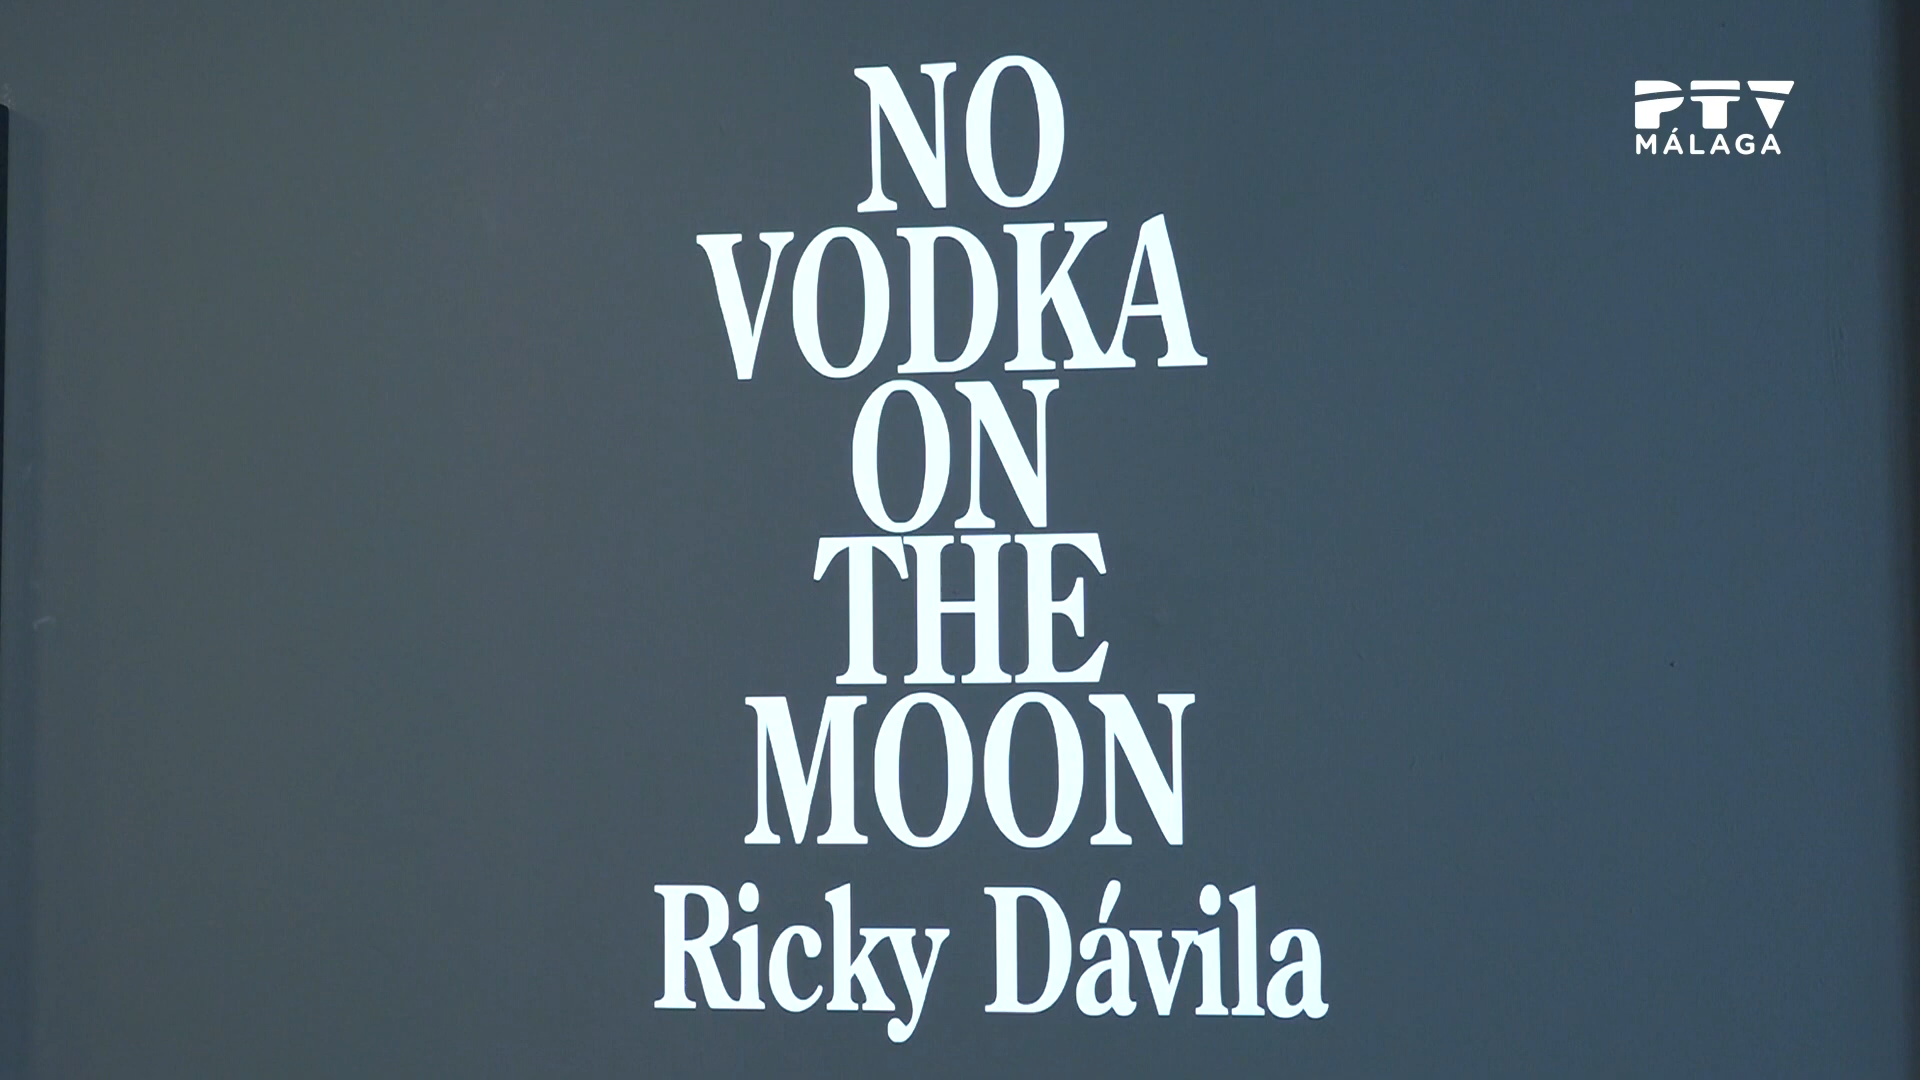 NO
VODKA
ON
THE
MOON
Ricky Dávila
PTV
MÁLAGA